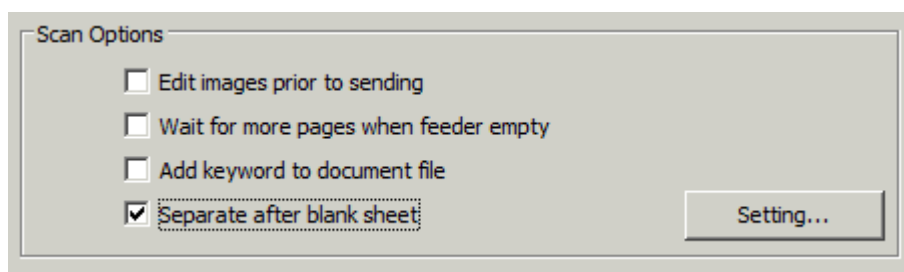 Scan Options
Edit images prior to sending
Wait for more pages when feeder empty
Add keyword to document file
Separate after blank sheet
Setting...